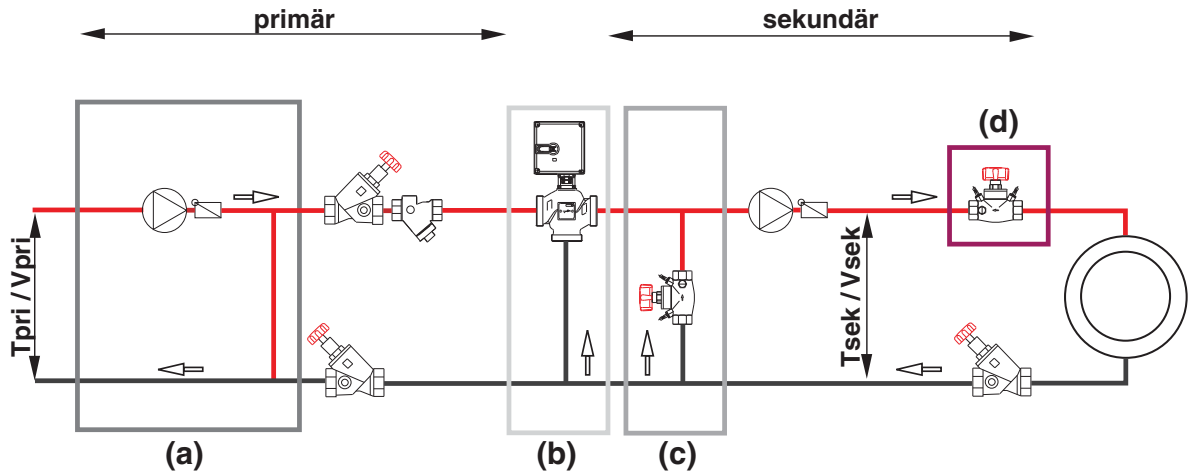 primär
sekundär
(d)
Tpri / Vpri
Tsek / Vsek
(a)
(b)
(c)